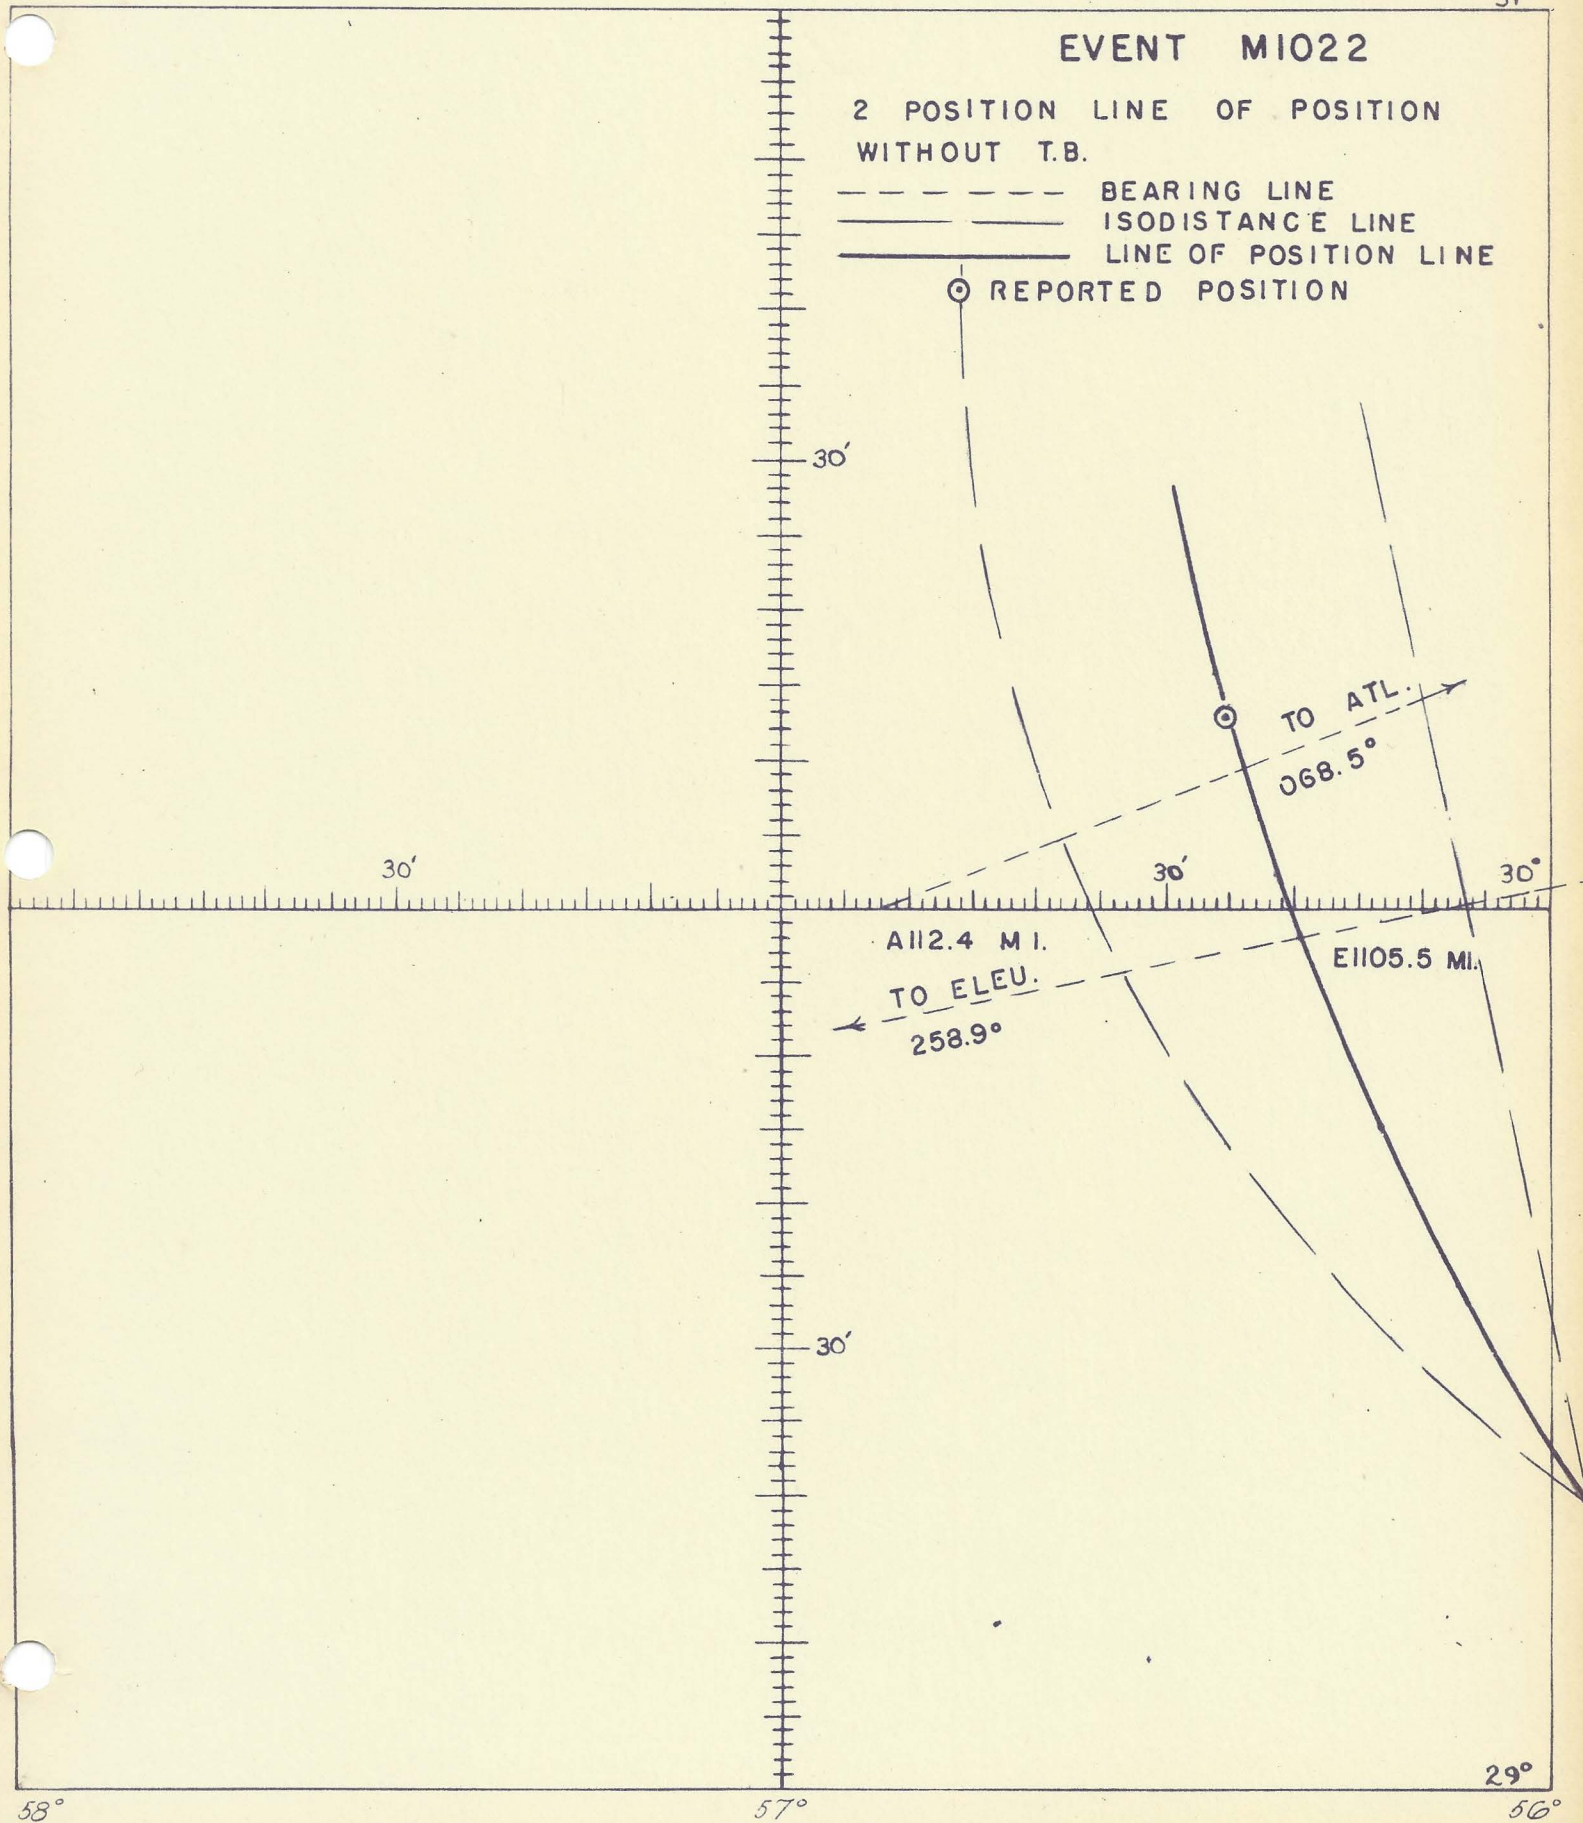 EVENT M1022
2 POSITION LINE OF POSITION
WITHOUT T.B.
BEARING LINE
ISODISTANCE LINE
LINE OF POSITION LINE
REPORTED POSITION
30'
TO ATL.
068.5°
30'
30'
30°
A112.4 MI.
E1105.5 MI.
TO ELEU.
258.9°
30'
29°
58°
57°
56°